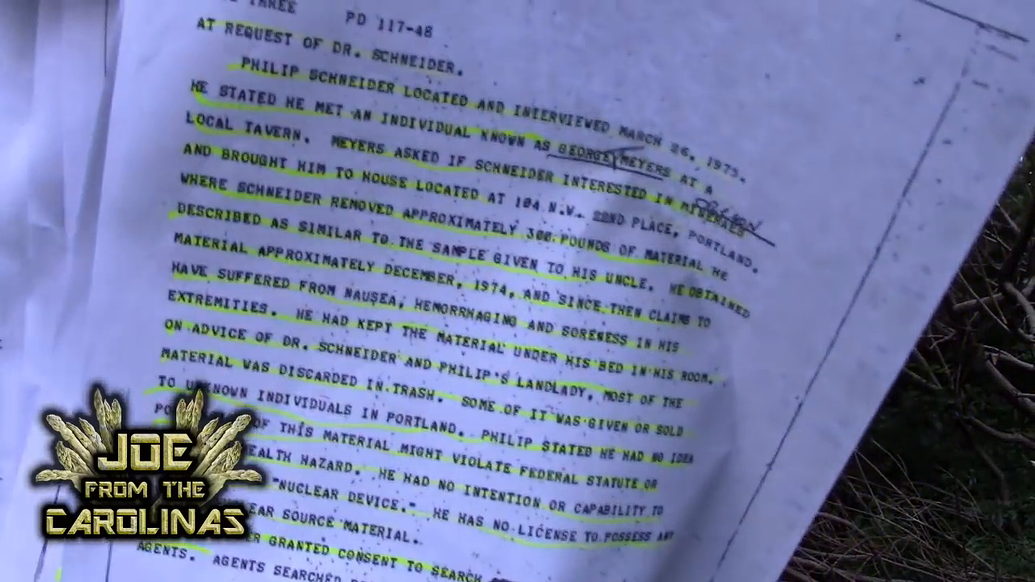 THREE PD 117-48
AT REQUEST OF DR. SCHNEIDER.
PHILIP SCHNEIDER LOCATED AND INTERVIEWED MARCH 26, 1975.
HE STATED HE MET AN INDIVIDUAL KNOWN AS GEORGE MEYERS AT A
LOCAL TAVERN. MEYERS ASKED IF SCHNEIDER INTERESTED IN MINERALS
OREGON
AND BROUGHT HIM TO HOUSE LOCATED AT 104 N.W. 22ND PLACE, PORTLAND.
WHERE SCHNEIDER REMOVED APPROXIMATELY 300 POUNDS OF MATERIAL HE
DESCRIBED AS SIMILAR TO THE SAMPLE GIVEN TO HIS UNCLE. HE OBTAINED
MATERIAL APPROXIMATELY DECEMBER, 1974, AND SINCE THEN CLAIMS TO
HAVE SUFFERED FROM NAUSEA, HEMORRHAGING AND SORENESS IN HIS
EXTREMITIES. HE HAD KEPT THE MATERIAL UNDER HIS BED IN HIS ROOM.
ON ADVICE OF DR. SCHNEIDER AND PHILIP'S LANDLADY, MOST OF THE
MATERIAL WAS DISCARDED IN TRASH. SOME OF IT WAS GIVEN OR SOLD
TO UNKNOWN INDIVIDUALS IN PORTLAND. PHILIP STATED HE HAD NO IDEA
OF THIS MATERIAL MIGHT VIOLATE FEDERAL STATUTE OR
EALTH HAZARD. HE HAD NO INTENTION OR CAPABILITY TO
"NUCLEAR DEVICE." HE HAS NO LICENSE TO POSSESS ANY
EAR SOURCE MATERIAL.
GRANTED CONSENT TO SEARCH
AGENTS. AGENTS SEARCHED
JOE
FROM THE
CAROLINAS